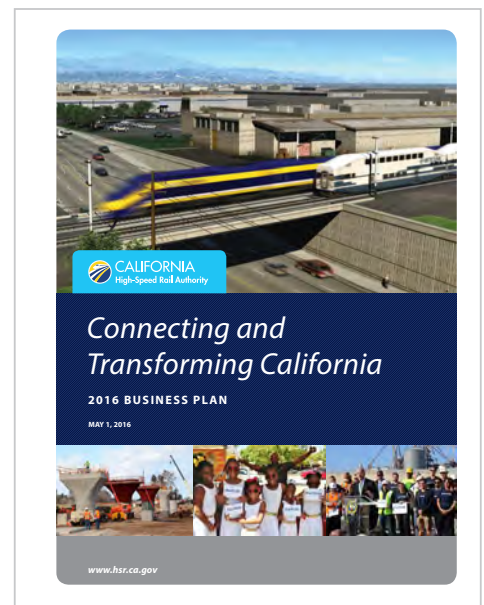 CALIFORNIA
High-Speed Rail Authority
Connecting and
Transforming California
2016 BUSINESS PLAN
MAY 1, 2016
www.hsr.ca.gov